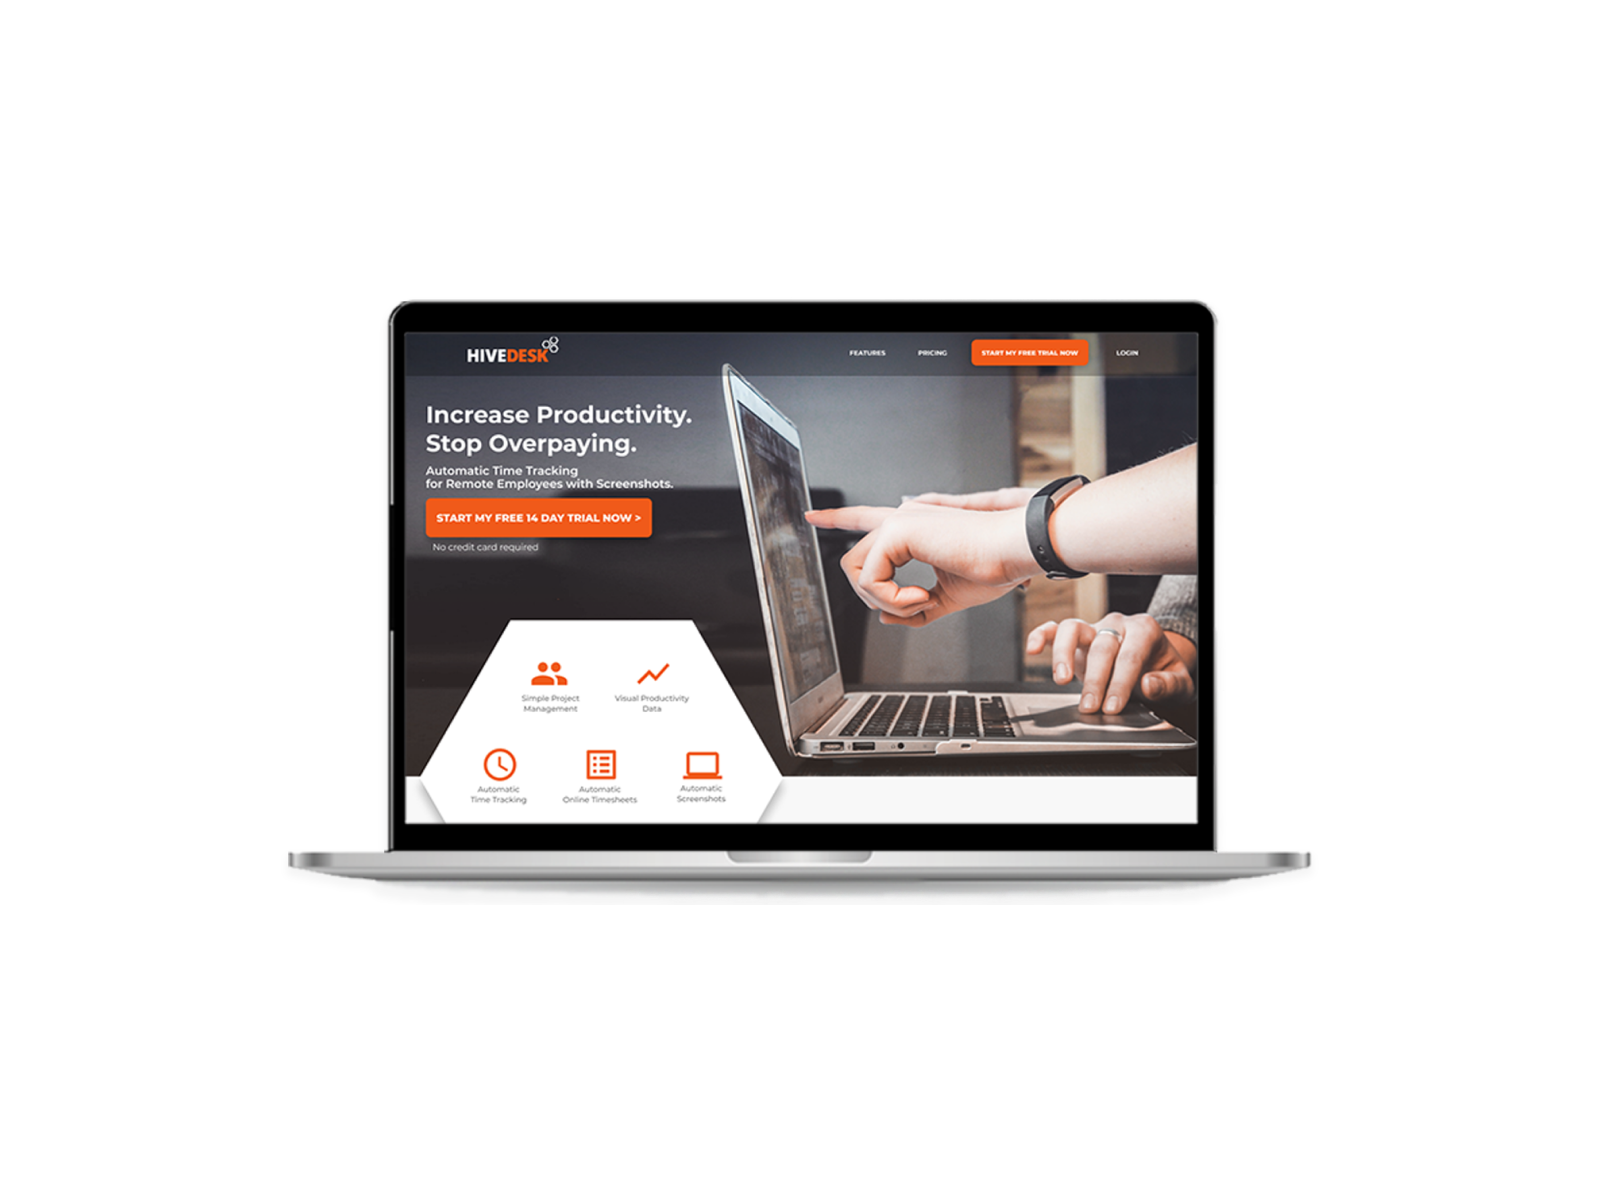 HIVEDESK
FEATURES
PRICING
START MY FREE TRIAL NOW
LOGIN
Increase Productivity.
Stop Overpaying.
Automatic Time Tracking
for Remote Employees with Screenshots.
START MY FREE 14 DAY TRIAL NOW >
No credit card required
Simple Project
Management
Visual Productivity
Data
Automatic
Time Tracking
Automatic
Online Timesheets
Automatic
Screenshots